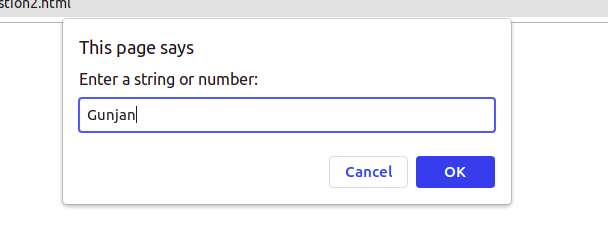 stion2.html
This page says
Enter a string or number:
Gunjan
Cancel
OK